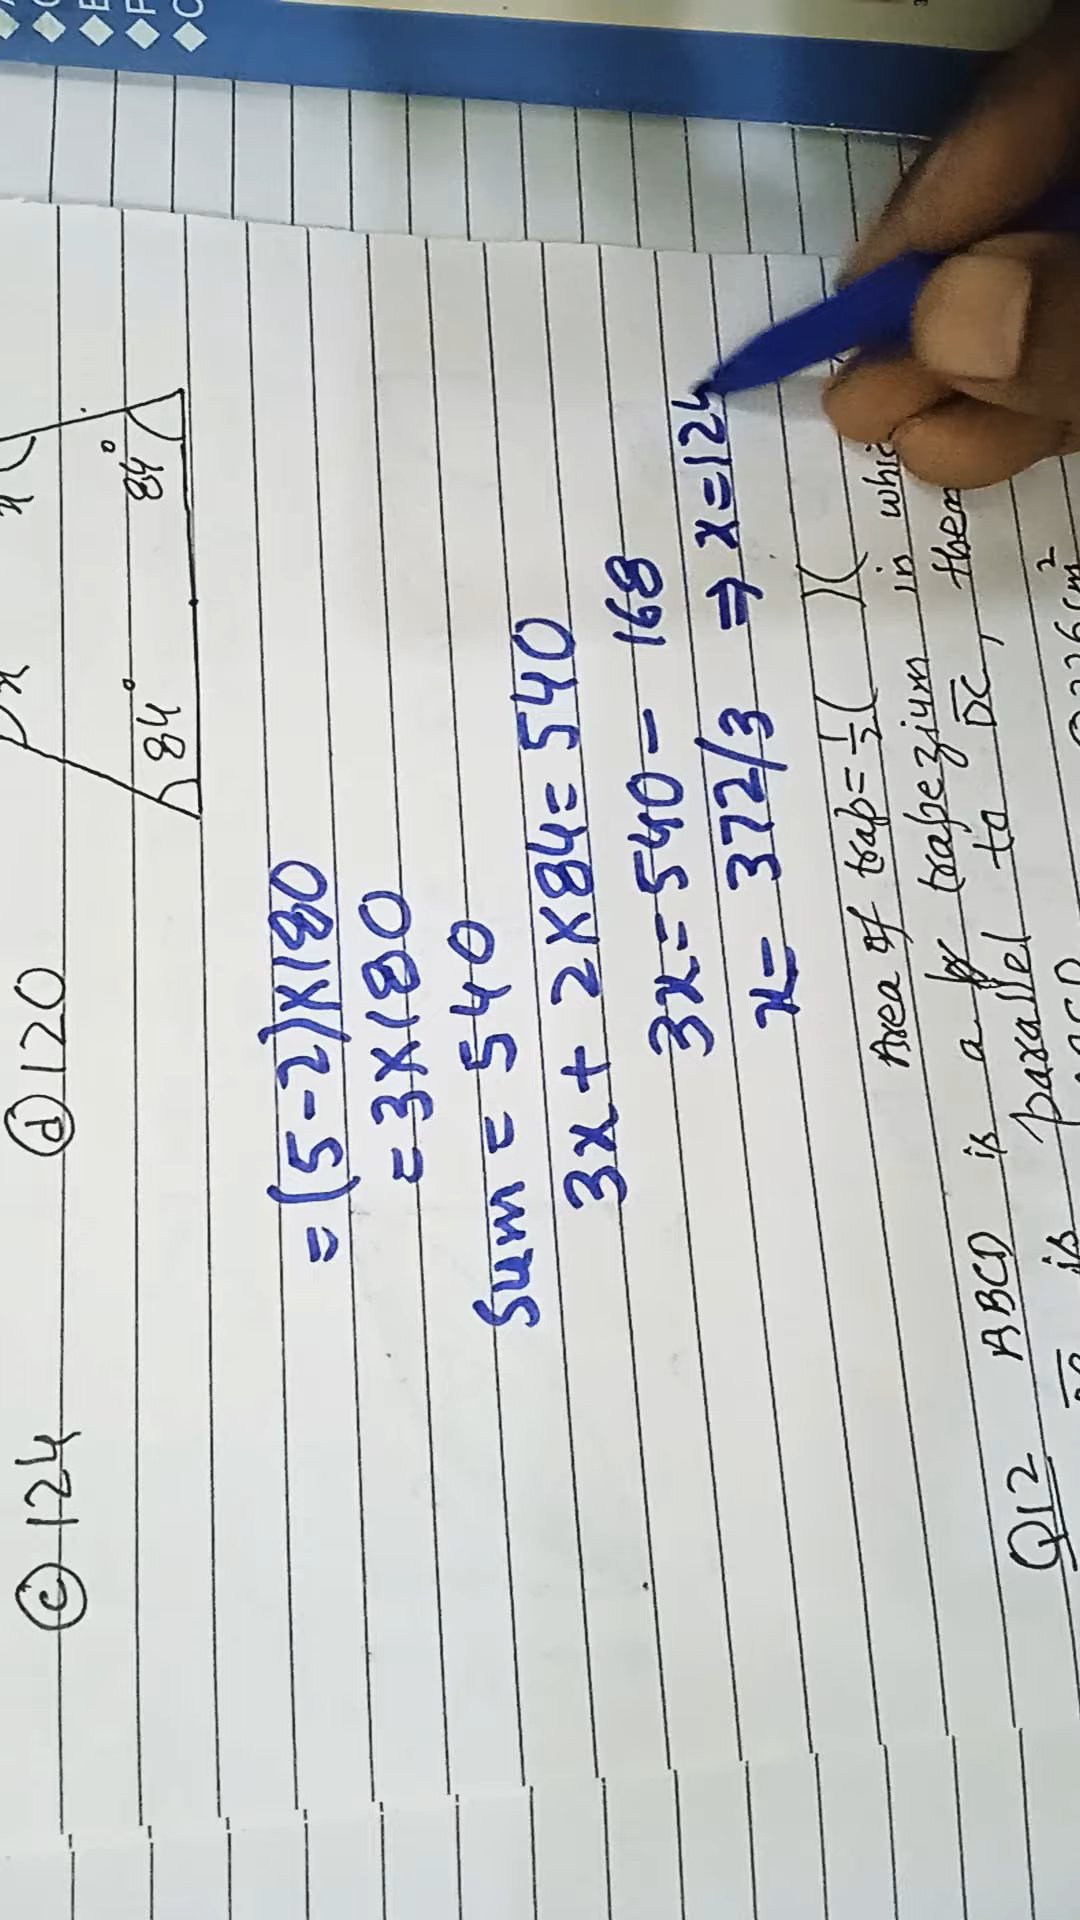 x x
84° 84°
(c) 124 (d) 120
= (5-2)×180
= 3×180
Sum = 540
3x + 2×84 = 540
3x = 540 - 168
x = 372/3 ⇒ x=124
Area of trap = 1/2( )(
Q12 ABCD is a trapezium in
is parallel to DC, then